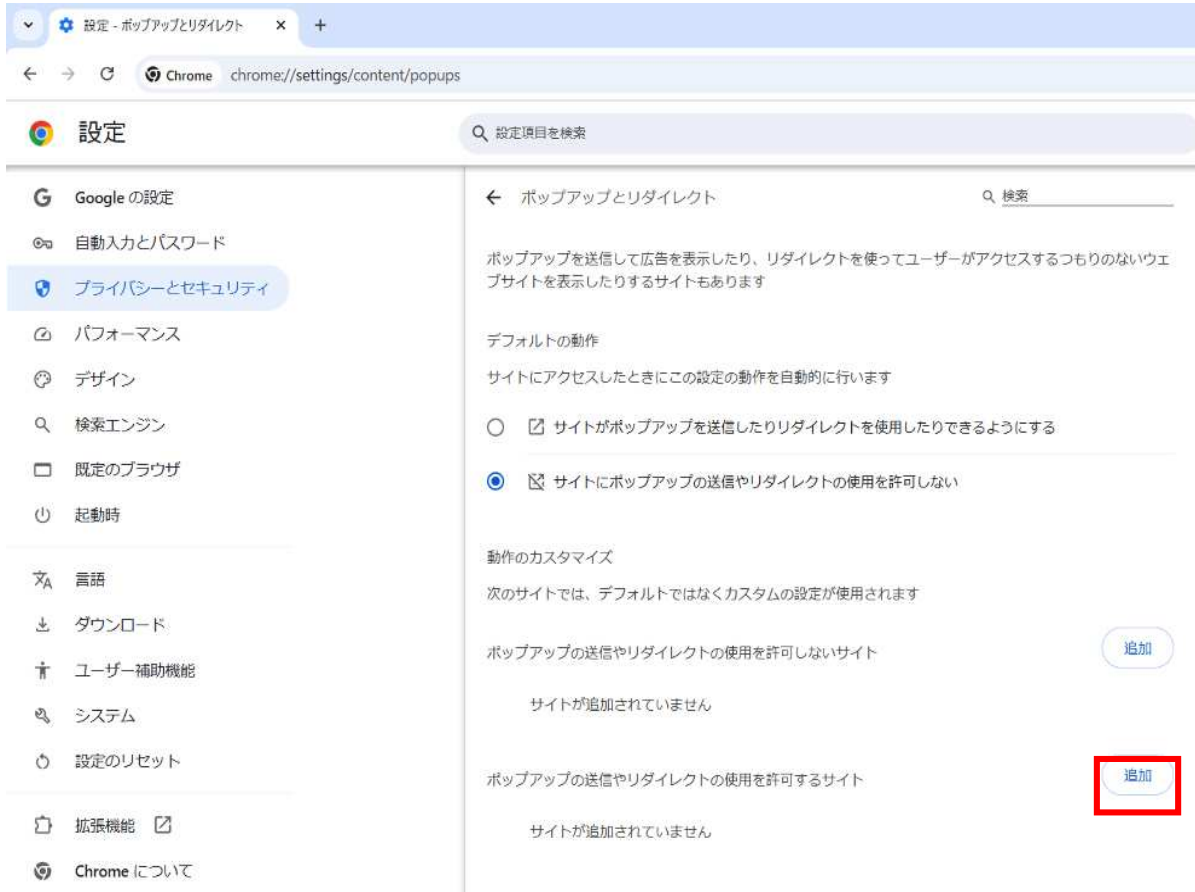 設定 - ポップアップとリダイレクト
Chrome chrome://settings/content/popups
設定
設定項目を検索
Google の設定
自動入力とパスワード
プライバシーとセキュリティ
パフォーマンス
デザイン
検索エンジン
既定のブラウザ
起動時
言語
ダウンロード
ユーザー補助機能
システム
設定のリセット
拡張機能
Chrome について
ポップアップとリダイレクト
検索
ポップアップを送信して広告を表示したり、リダイレクトを使ってユーザーがアクセスするつもりのないウェ
ブサイトを表示したりするサイトもあります
デフォルトの動作
サイトにアクセスしたときにこの設定の動作を自動的に行います
サイトがポップアップを送信したりリダイレクトを使用したりできるようにする
サイトにポップアップの送信やリダイレクトの使用を許可しない
動作のカスタマイズ
次のサイトでは、デフォルトではなくカスタムの設定が使用されます
ポップアップの送信やリダイレクトの使用を許可しないサイト
追加
サイトが追加されていません
ポップアップの送信やリダイレクトの使用を許可するサイト
追加
サイトが追加されていません